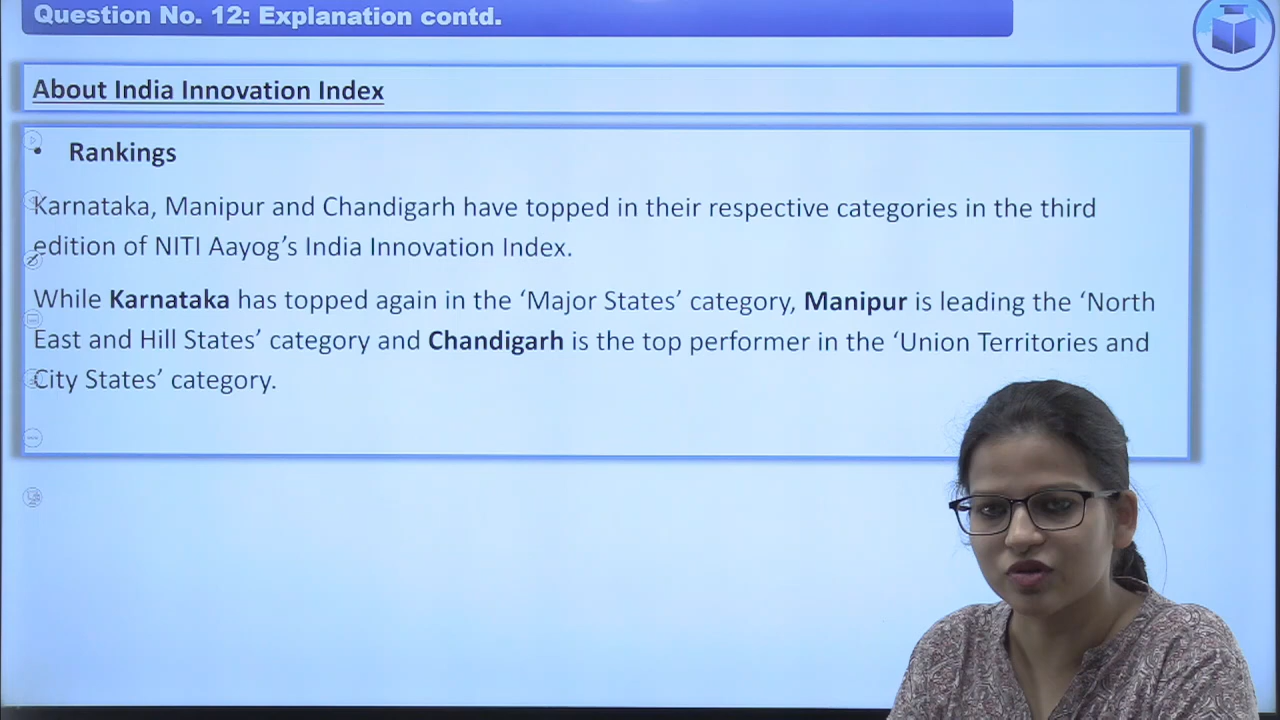 Question No. 12: Explanation contd.
About India Innovation Index
• Rankings
Karnataka, Manipur and Chandigarh have topped in their respective categories in the third
edition of NITI Aayog’s India Innovation Index.
While Karnataka has topped again in the ‘Major States’ category, Manipur is leading the ‘North
East and Hill States’ category and Chandigarh is the top performer in the ‘Union Territories and
City States’ category.